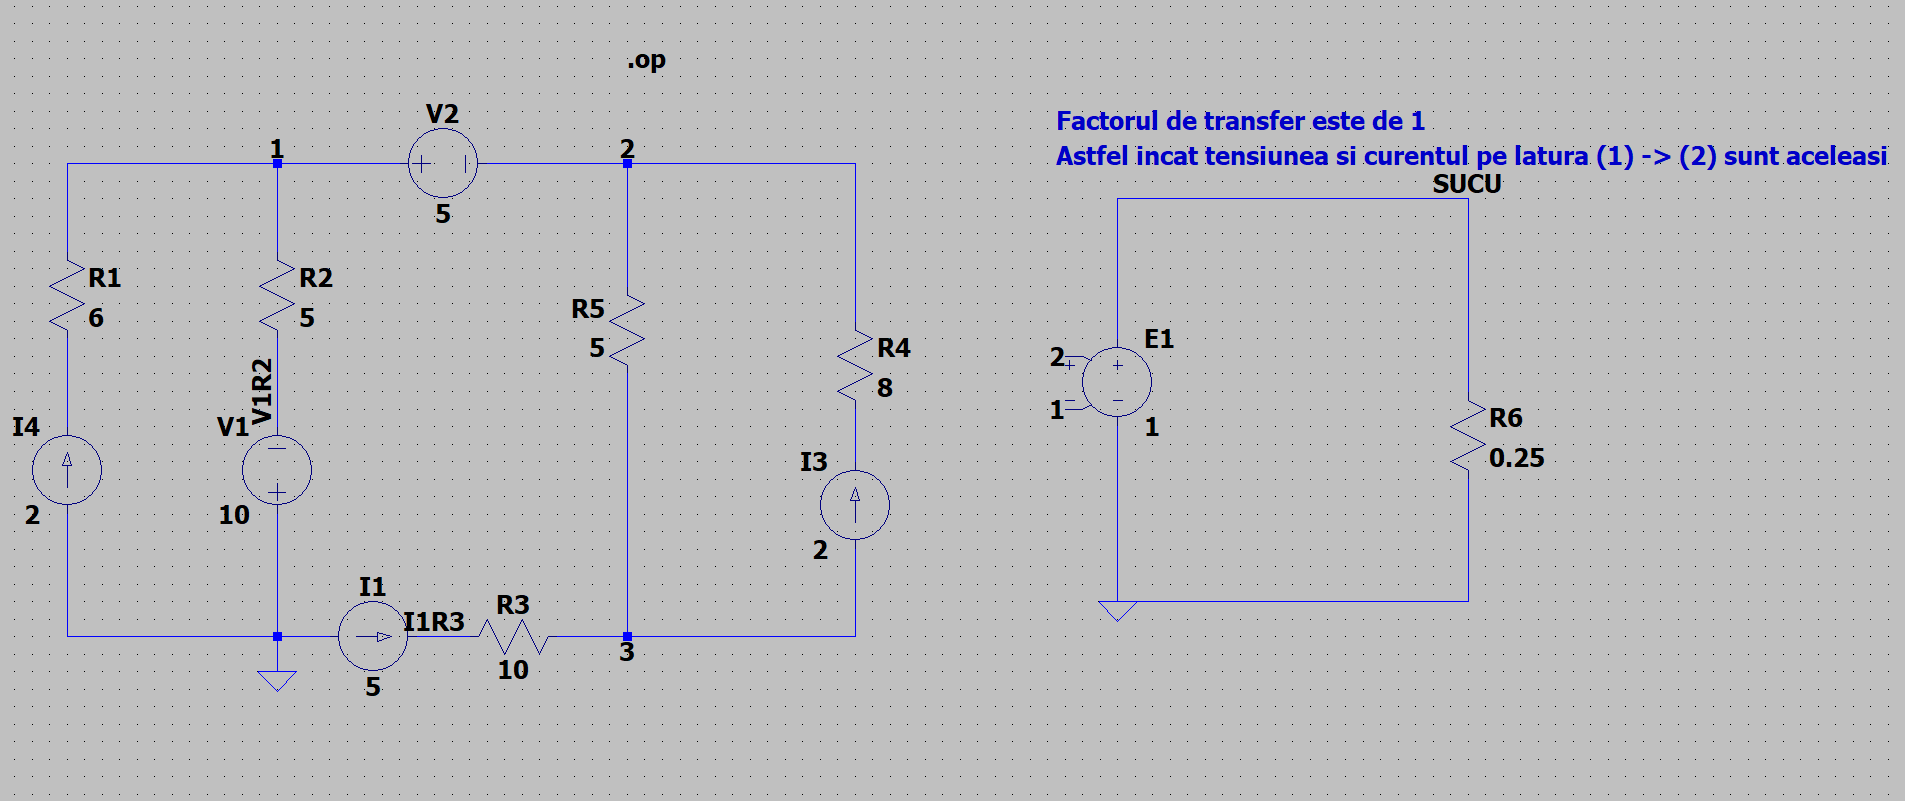 .op
V2
5
1
2
Factorul de transfer este de 1
Astfel incat tensiunea si curentul pe latura (1) -> (2) sunt aceleasi
SUCU
R1
6
R2
5
R5
5
R4
8
V1R2
I4
2
V1
10
I3
2
I1
5
I1R3
R3
10
3
2
1
E1
1
R6
0.25